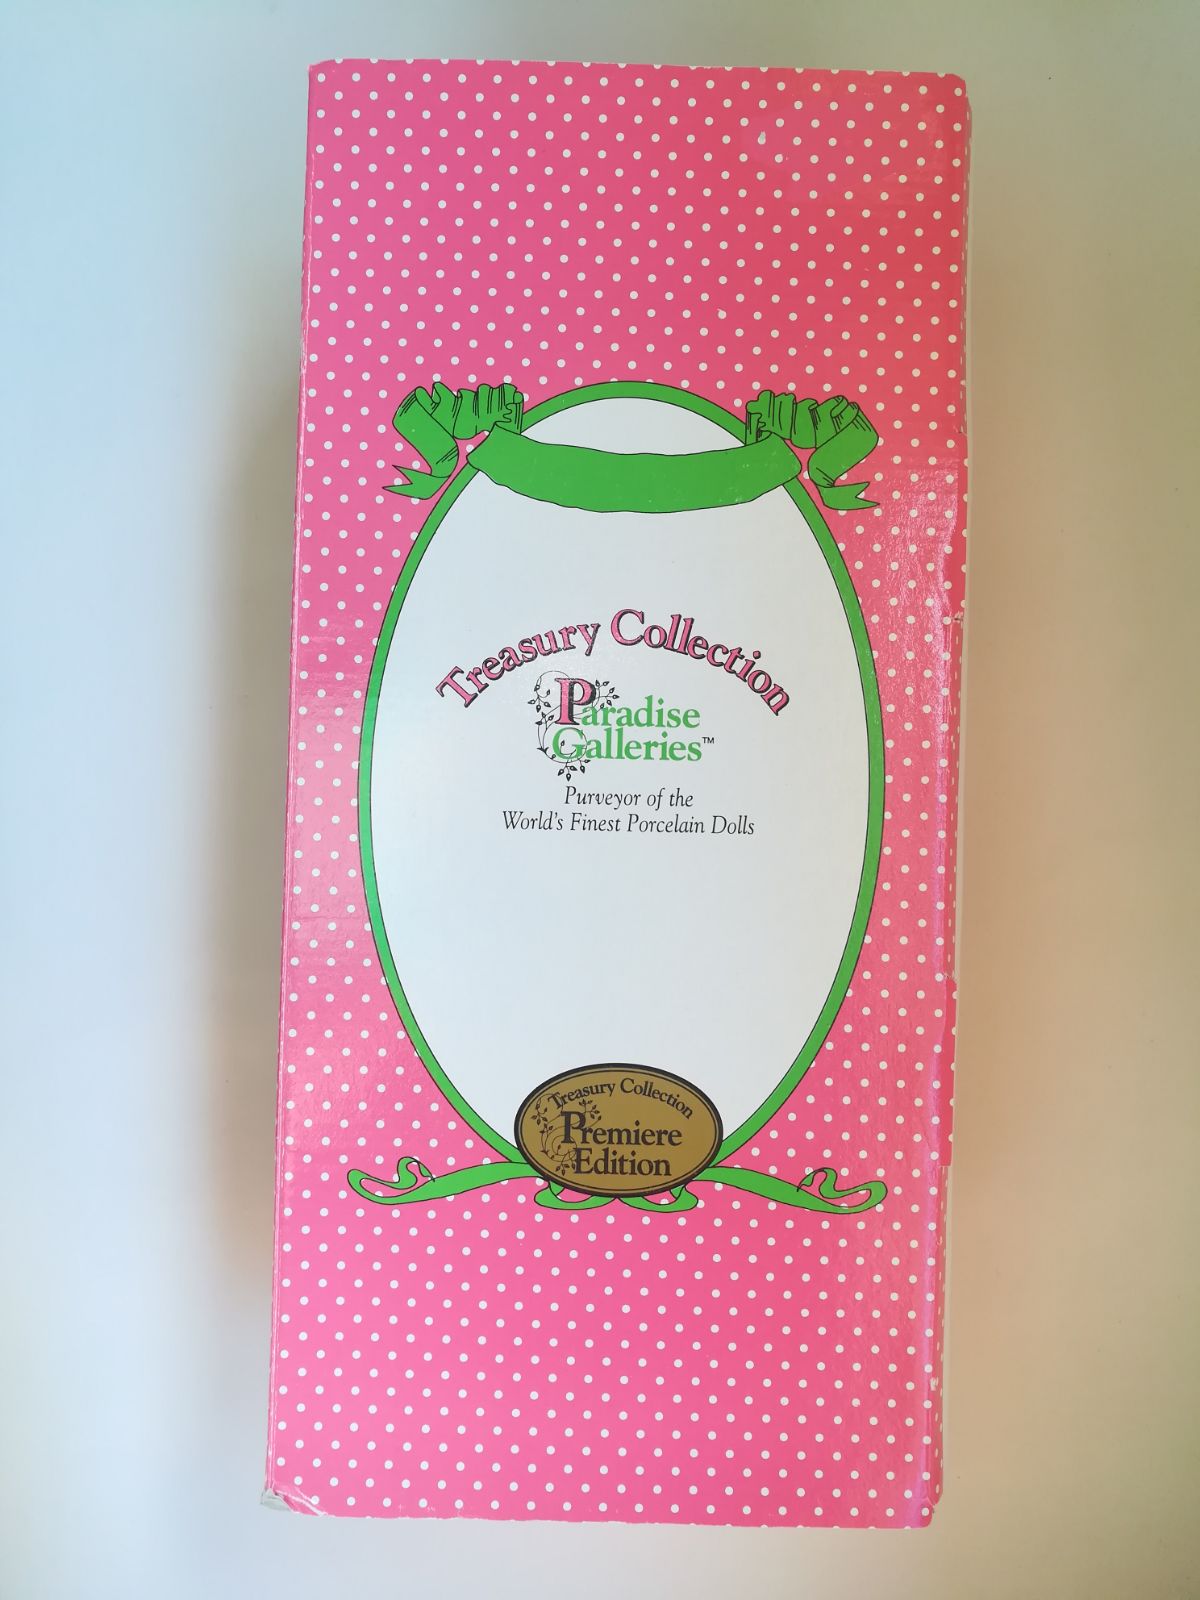 Treasury Collection
Paradise
Galleries™
Purveyor of the
World's Finest Porcelain Dolls
Treasury Collection
Premiere
Edition